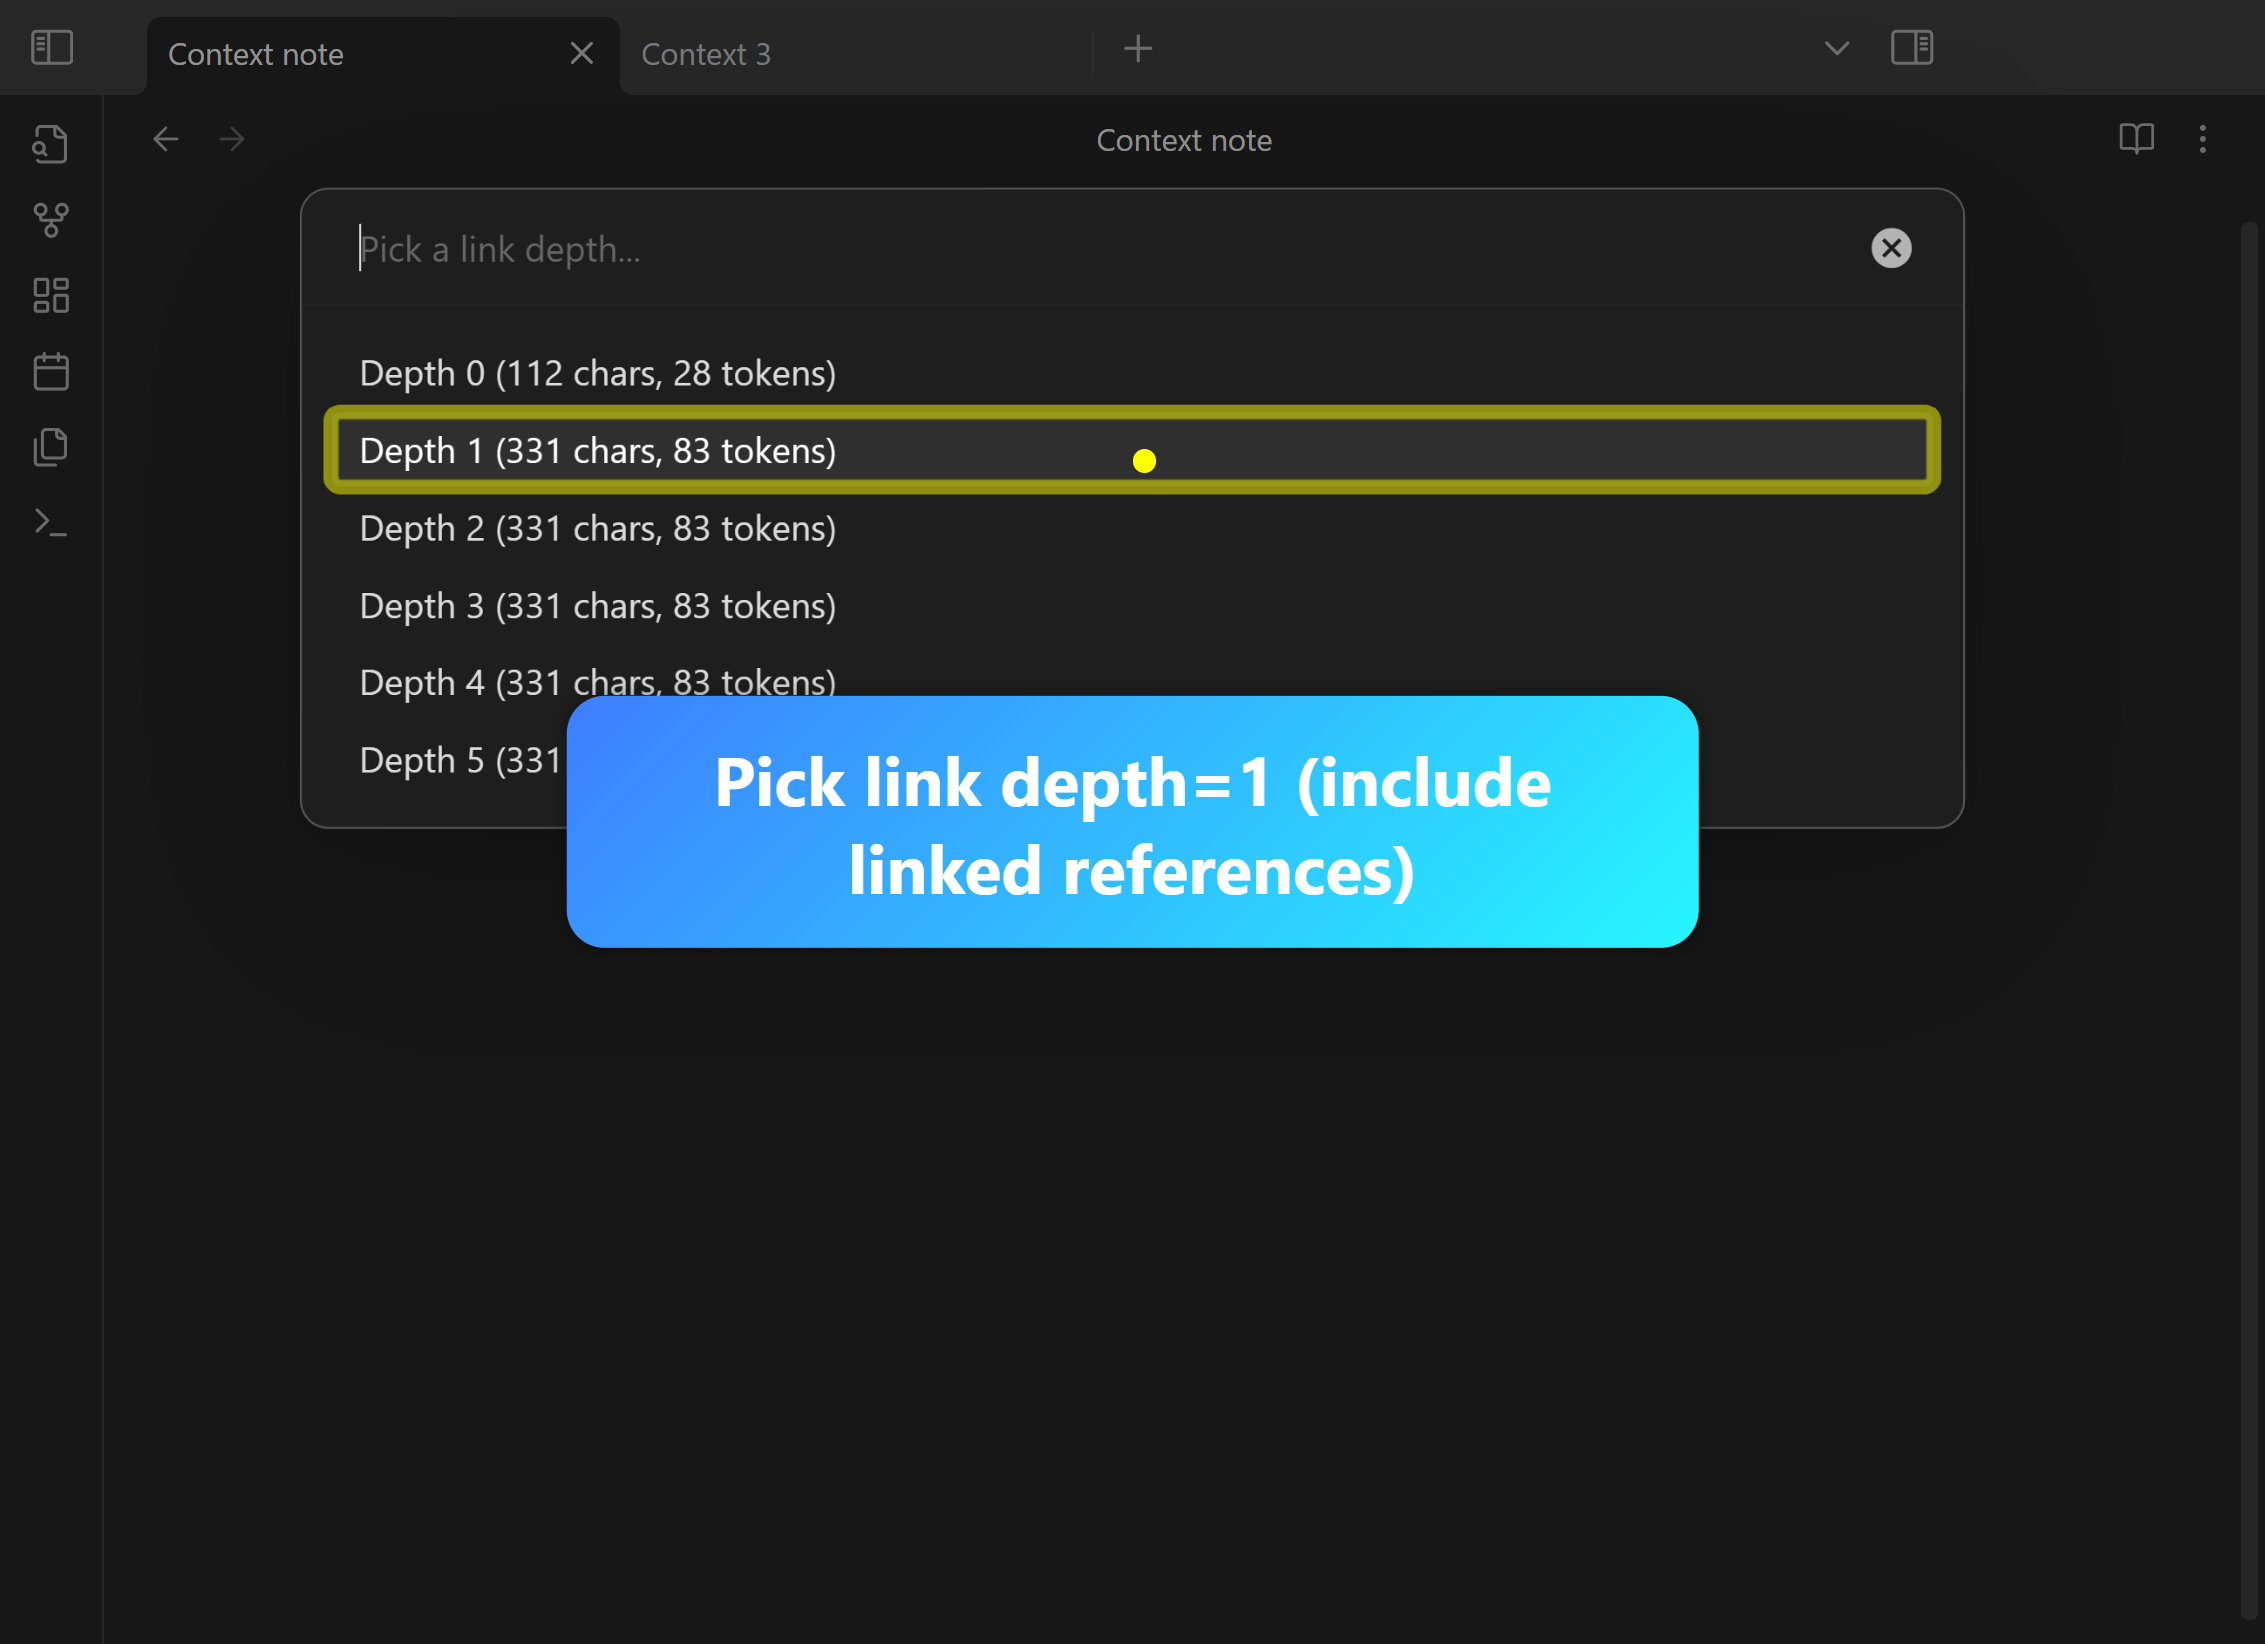 Context note
Context 3
Context note
Pick a link depth...
Depth 0 (112 chars, 28 tokens)
Depth 1 (331 chars, 83 tokens)
Depth 2 (331 chars, 83 tokens)
Depth 3 (331 chars, 83 tokens)
Depth 4 (331 chars, 83 tokens)
Depth 5 (331
Pick link depth=1 (include
linked references)